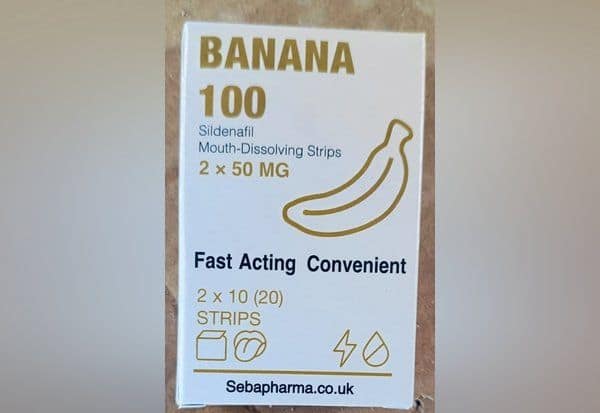 BANANA
100
Sildenafil
Mouth-Dissolving Strips
2 × 50 MG
Fast Acting Convenient
2 x 10 (20)
STRIPS
Sebapharma.co.uk